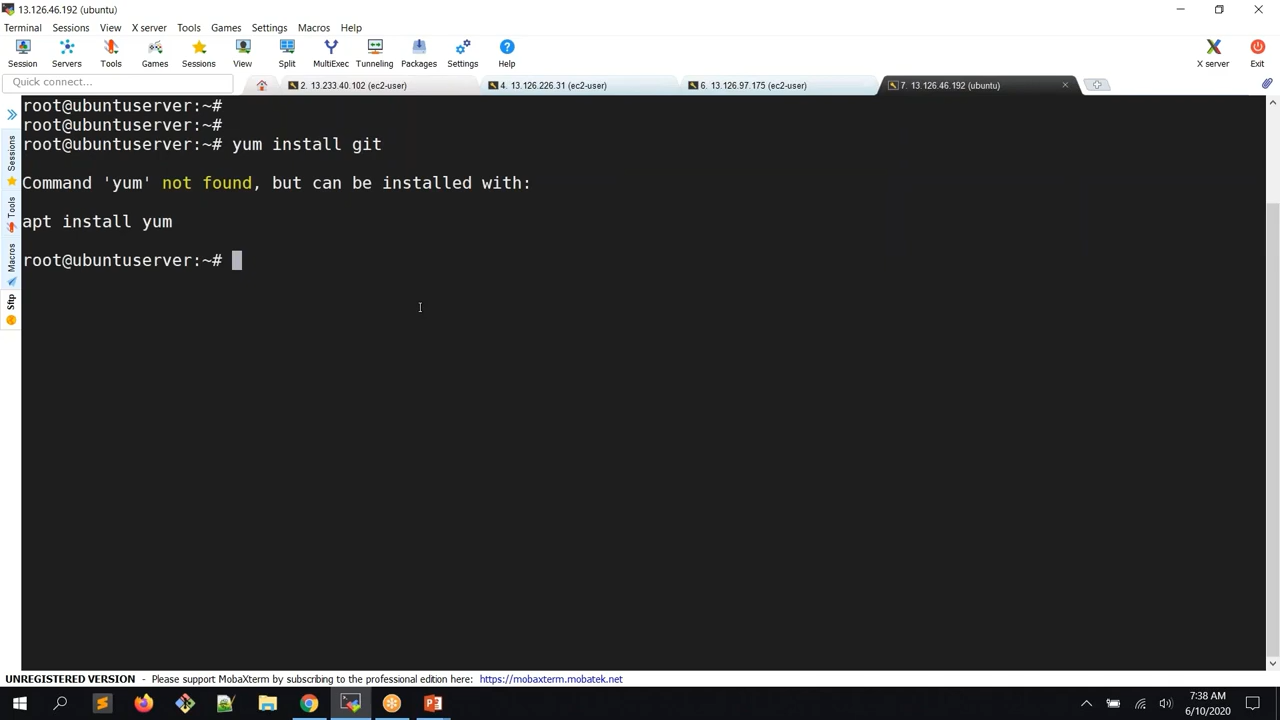 13.126.46.192 (ubuntu)
Terminal Sessions View X server Tools Games Settings Macros Help
Session Servers Tools Games Sessions View Split MultiExec Tunneling Packages Settings Help X server Exit
Quick connect...
2. 13.233.40.102 (ec2-user)
4. 13.126.226.31 (ec2-user)
6. 13.126.97.175 (ec2-user)
7. 13.126.46.192 (ubuntu)
Sessions
Tools
Macros
Sftp
root@ubuntuserver:~#
root@ubuntuserver:~#
root@ubuntuserver:~# yum install git
Command 'yum' not found, but can be installed with:
apt install yum
root@ubuntuserver:~#
UNREGISTERED VERSION - Please support MobaXterm by subscribing to the professional edition here: https://mobaxterm.mobatek.net
7:38 AM
6/10/2020